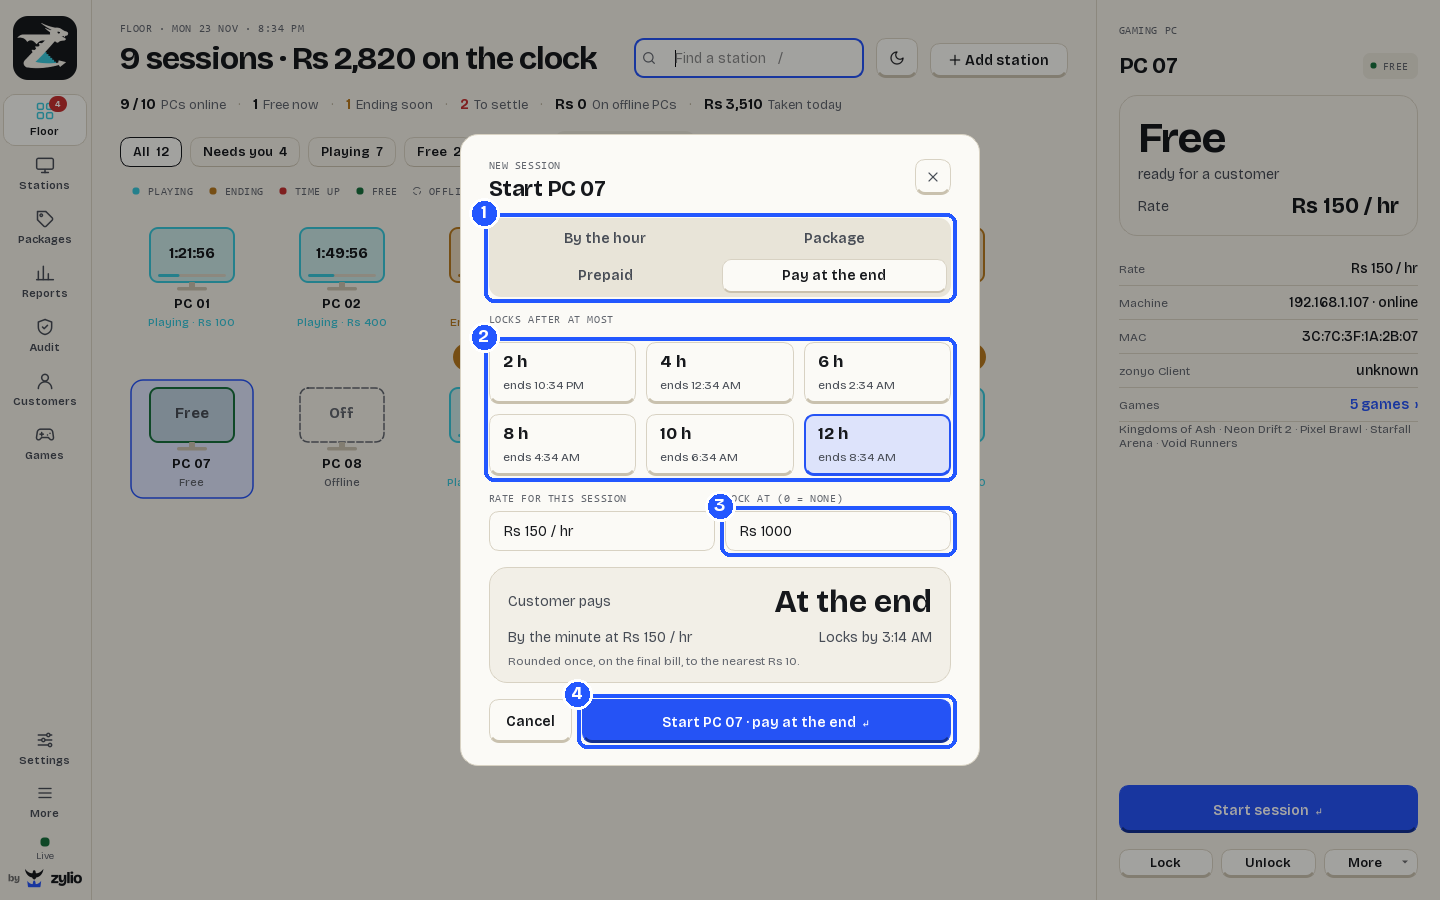 FLOOR · MON 23 NOV · 8:34 PM
9 sessions · Rs 2,820 on the clock
Find a station /
+ Add station
9 / 10 PCs online · 1 Free now · 1 Ending soon · 2 To settle · Rs 0 On offline PCs · Rs 3,510 Taken today
All 12
Needs you 4
Playing 7
Free 2
PLAYING
ENDING
TIME UP
FREE
4
Floor
Stations
Packages
Reports
Audit
Customers
Games
Settings
More
Live
by zylio
1:21:56
PC 01
Playing · Rs 100
1:49:56
PC 02
Playing · Rs 400
Free
PC 07
Free
Off
PC 08
Offline
NEW SESSION
Start PC 07
1
By the hour
Package
Prepaid
Pay at the end
LOCKS AFTER AT MOST
2
2 h
ends 10:34 PM
4 h
ends 12:34 AM
6 h
ends 2:34 AM
8 h
ends 4:34 AM
10 h
ends 6:34 AM
12 h
ends 8:34 AM
RATE FOR THIS SESSION
3
OCK AT (0 = NONE)
Rs 150 / hr
Rs 1000
Customer pays
At the end
By the minute at Rs 150 / hr
Locks by 3:14 AM
Rounded once, on the final bill, to the nearest Rs 10.
4
Cancel
Start PC 07 · pay at the end
GAMING PC
PC 07
FREE
Free
ready for a customer
Rate Rs 150 / hr
Rate Rs 150 / hr
Machine 192.168.1.107 · online
MAC 3C:7C:3F:1A:2B:07
zonyo Client unknown
Games 5 games ›
Kingdoms of Ash · Neon Drift 2 · Pixel Brawl · Starfall
Arena · Void Runners
Start session
Lock
Unlock
More